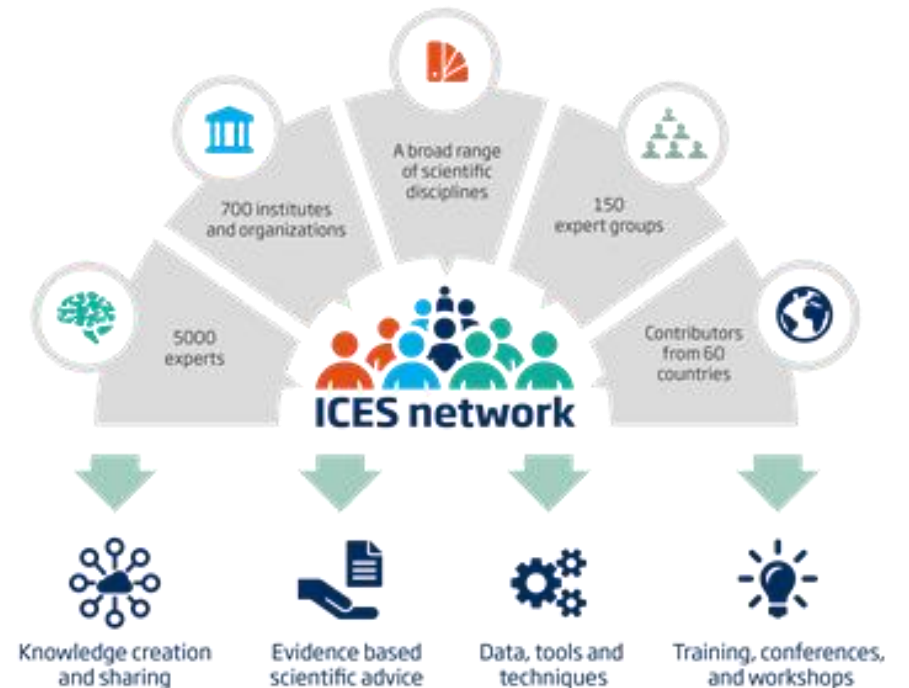 A broad range
of scientific
disciplines
700 institutes
and organizations
150
expert groups
5000
experts
Contributors
from 60
countries
ICES network
Knowledge creation
and sharing
Evidence based
scientific advice
Data, tools and
techniques
Training, conferences,
and workshops